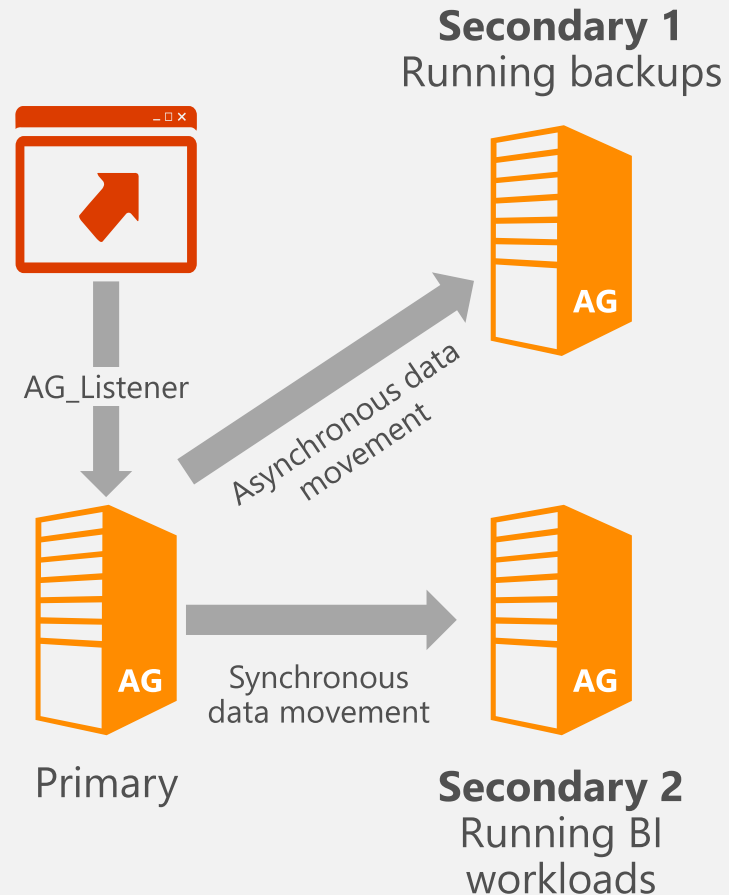 Secondary 1
Running backups
AG
AG_Listener
Asynchronous data
movement
AG
Synchronous
data movement
AG
Primary
Secondary 2
Running BI
workloads